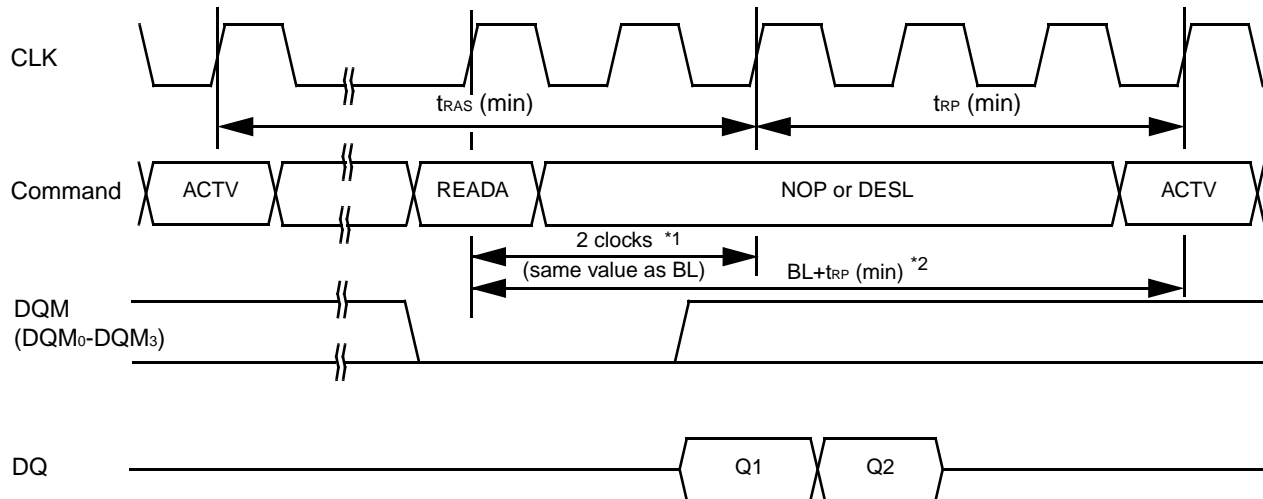 CLK
tRAS (min)
tRP (min)
Command
ACTV
READA
NOP or DESL
ACTV
2 clocks *1
(same value as BL)
BL+tRP (min) *2
DQM
(DQM0-DQM3)
DQ
Q1
Q2